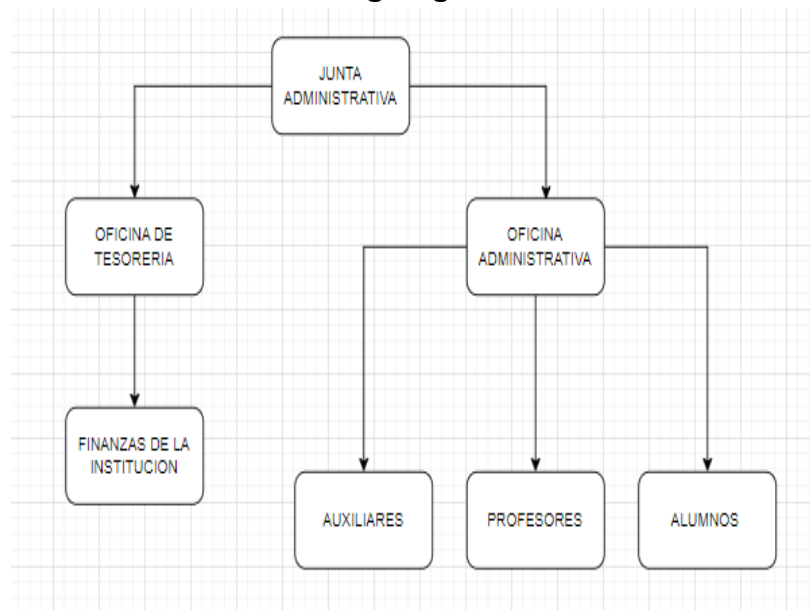 JUNTA
ADMINISTRATIVA
OFICINA DE
TESORERIA
OFICINA
ADMINISTRATIVA
FINANZAS DE LA
INSTITUCION
AUXILIARES
PROFESORES
ALUMNOS